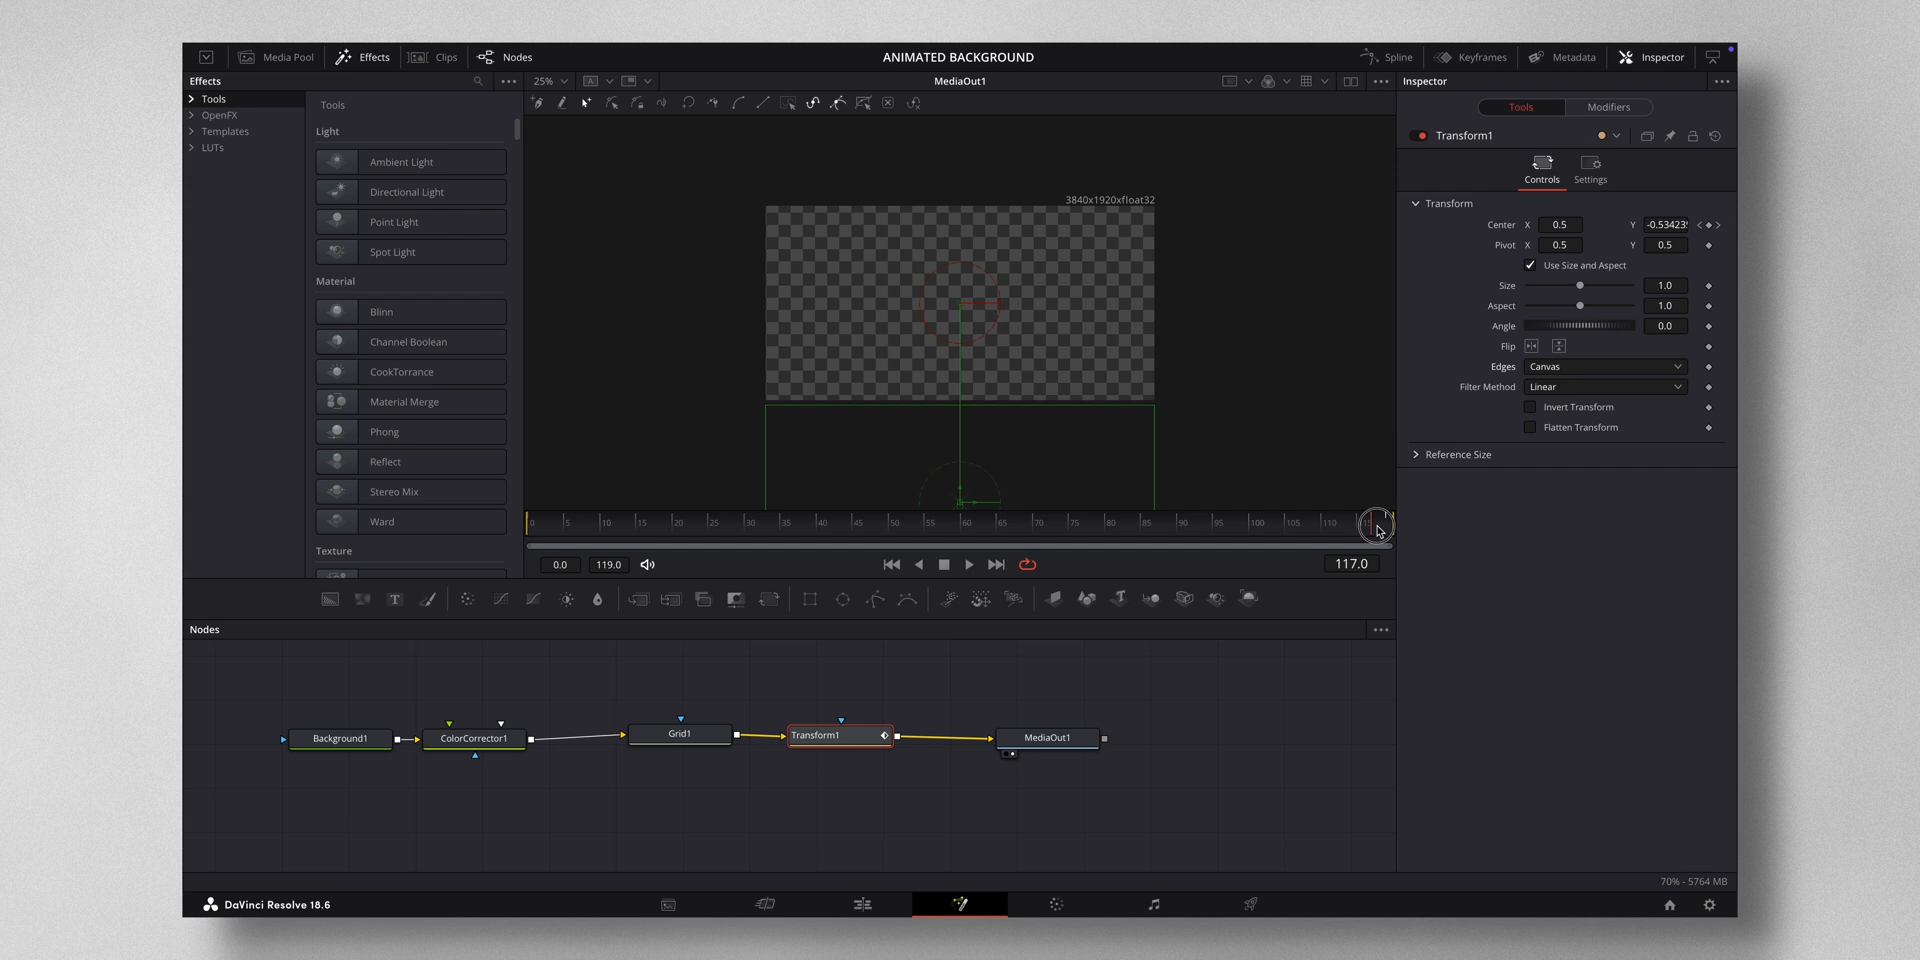 Media Pool Effects Clips Nodes ANIMATED BACKGROUND Spline Keyframes Metadata Inspector
Effects 25% MediaOut1 Inspector
Tools
OpenFX
Templates
LUTs
Tools
Light
Ambient Light
Directional Light
Point Light
Spot Light
Material
Blinn
Channel Boolean
CookTorrance
Material Merge
Phong
Reflect
Stereo Mix
Ward
Texture
3840x1920xfloat32
0 5 10 15 20 25 30 35 40 45 50 55 60 65 70 75 80 85 90 95 100 105 110
0.0 119.0 117.0
Tools Modifiers
Transform1
Controls Settings
Transform
Center X 0.5 Y -0.53423
Pivot X 0.5 Y 0.5
Use Size and Aspect
Size 1.0
Aspect 1.0
Angle 0.0
Flip
Edges Canvas
Filter Method Linear
Invert Transform
Flatten Transform
Reference Size
Nodes
Background1 ColorCorrector1 Grid1 Transform1 MediaOut1
70% - 5764 MB
DaVinci Resolve 18.6